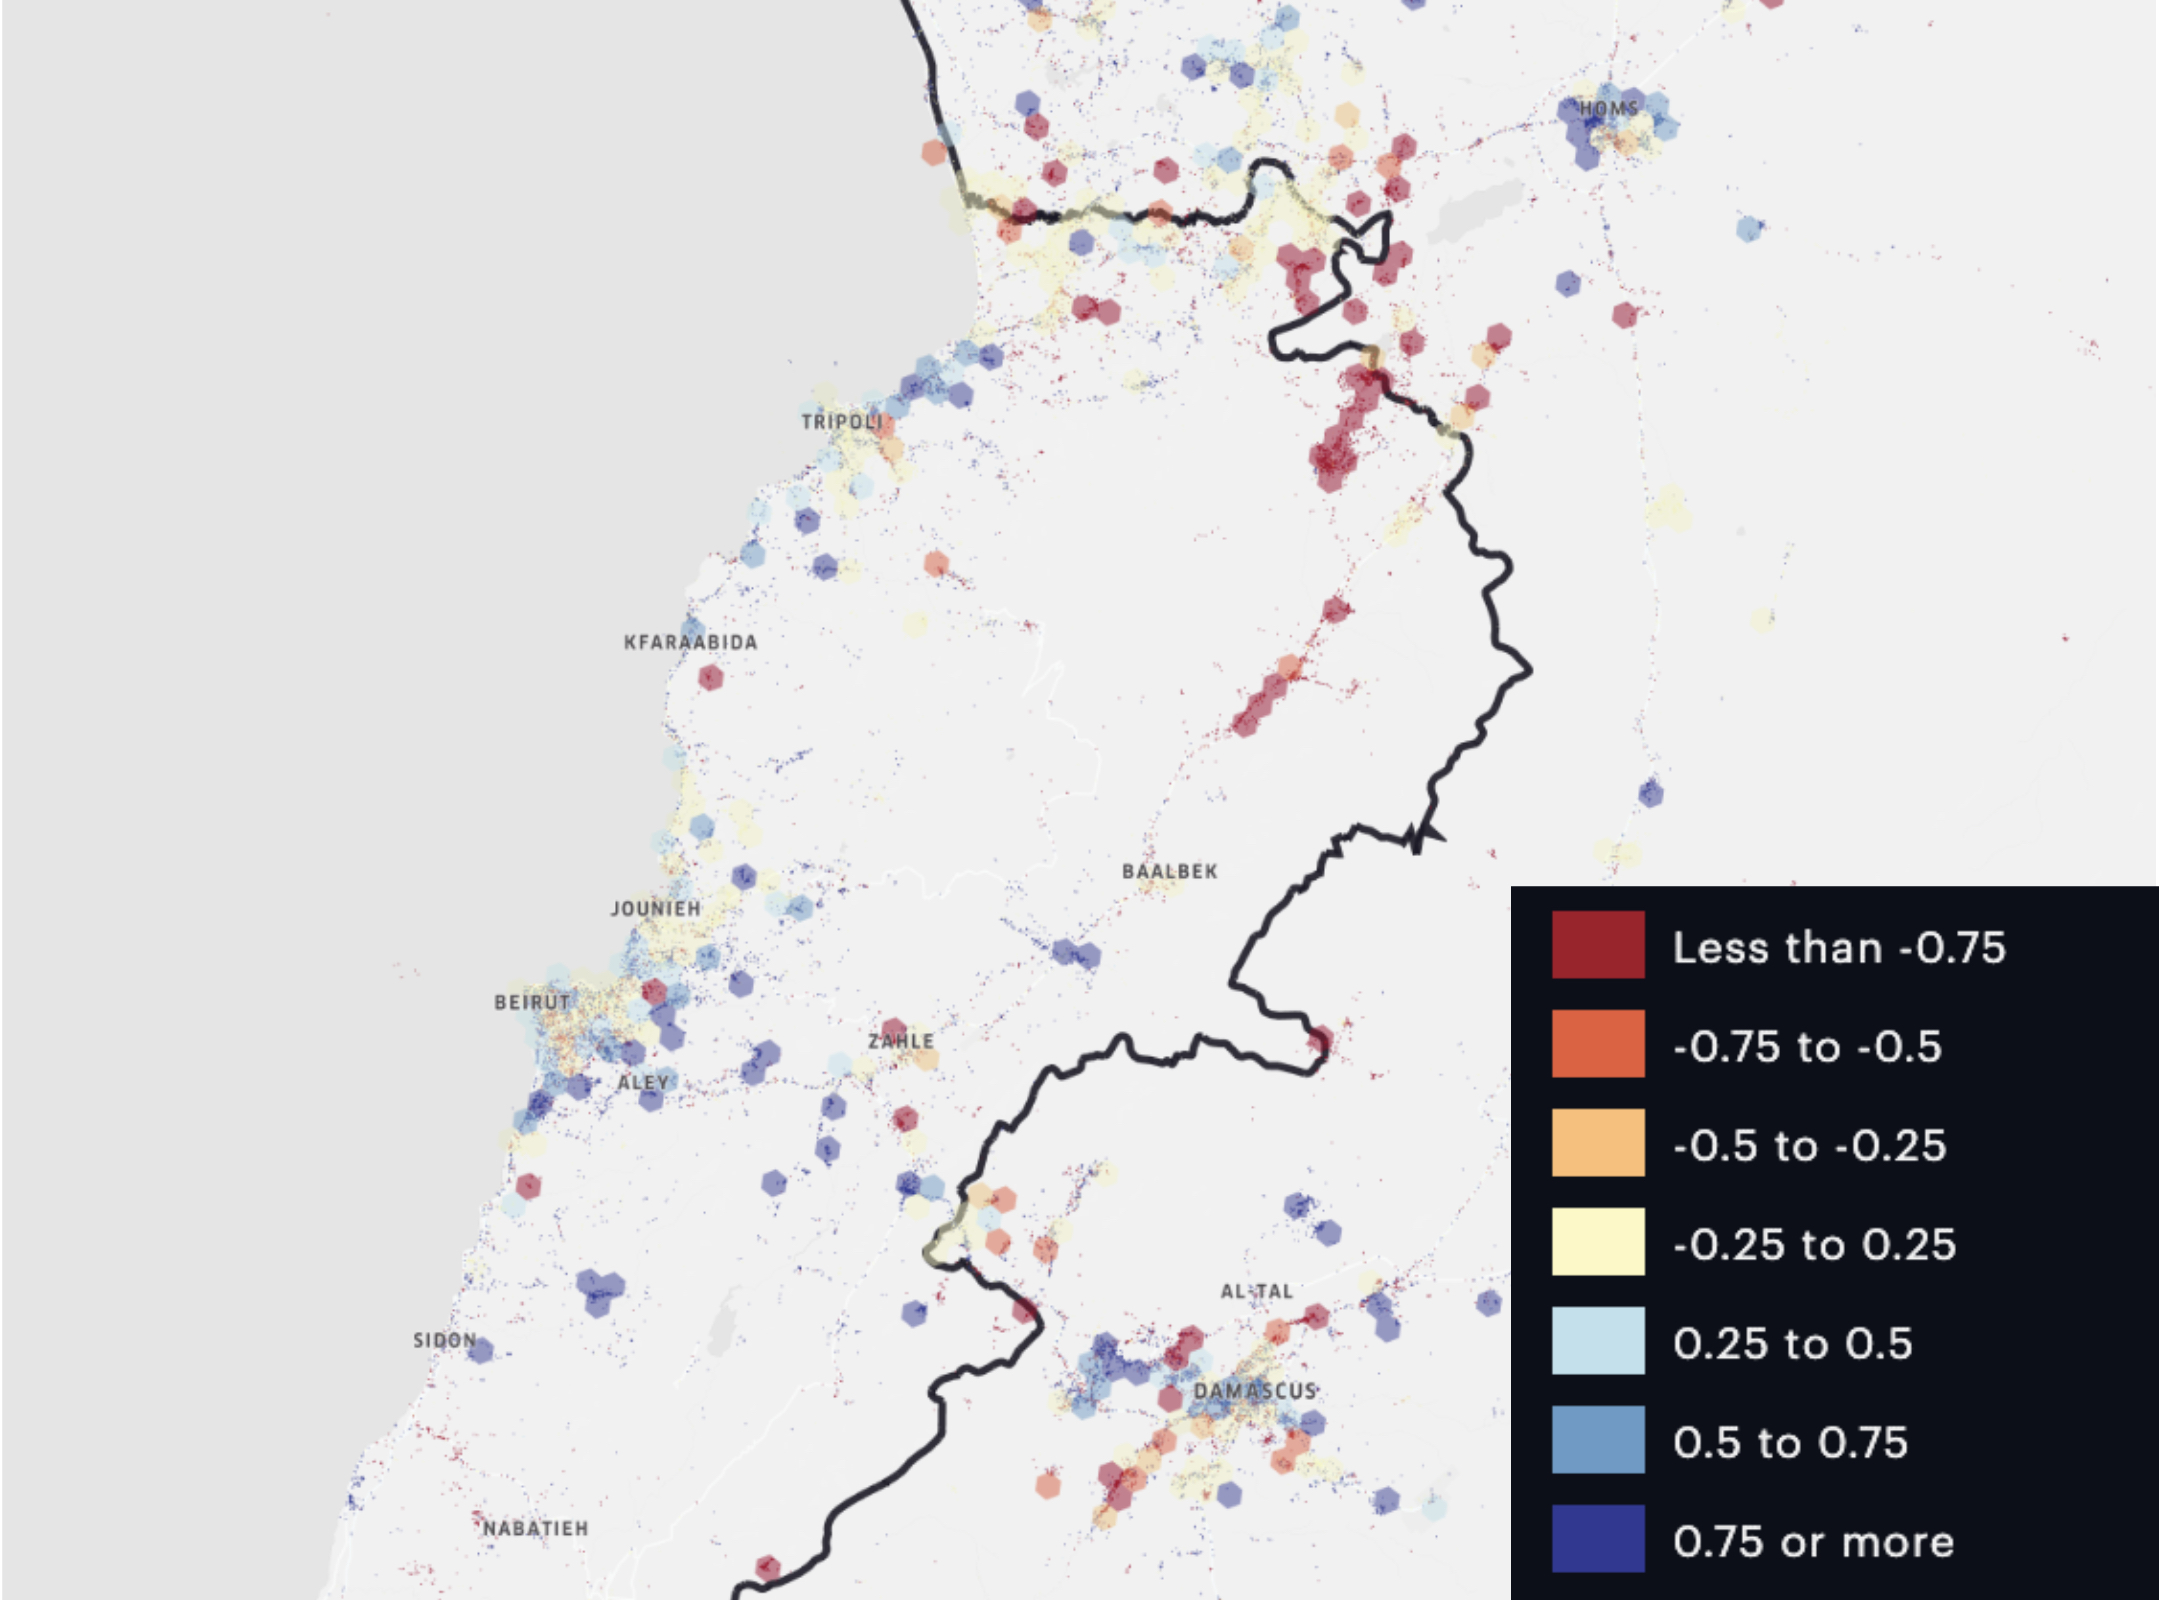 HOMS
TRIPOLI
KFARAABIDA
BAALBEK
JOUNIEH
BEIRUT
ZAHLE
ALEY
AL-TAL
SIDON
DAMASCUS
NABATIEH
Less than -0.75
-0.75 to -0.5
-0.5 to -0.25
-0.25 to 0.25
0.25 to 0.5
0.5 to 0.75
0.75 or more